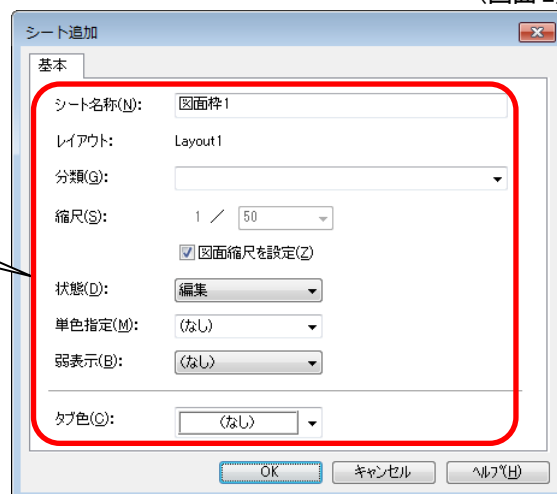 シート追加
基本
シート名称(N): 図面枠1
レイアウト: Layout1
分類(G):
縮尺(S): 1 / 50
図面縮尺を設定(Z)
状態(D): 編集
単色指定(M): (なし)
弱表示(B): (なし)
タブ色(C): (なし)
OK キャンセル ヘルプ(H)